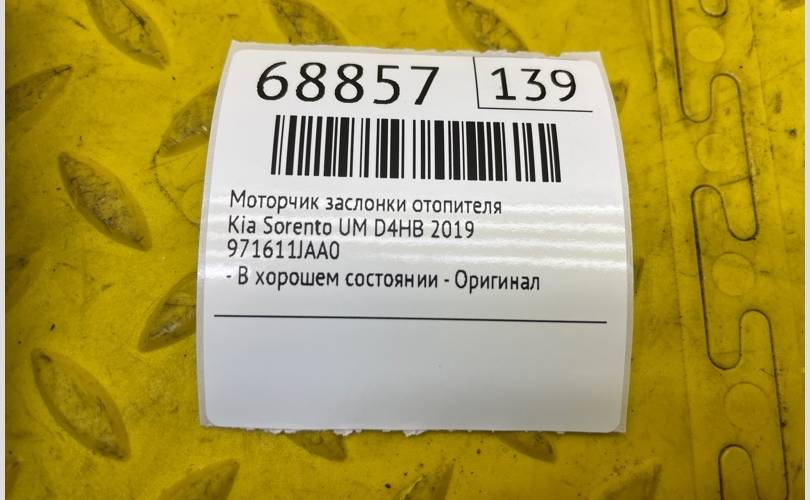 68857 139
Моторчик заслонки отопителя
Kia Sorento UM D4HB 2019
971611JAA0
- В хорошем состоянии - Оригинал